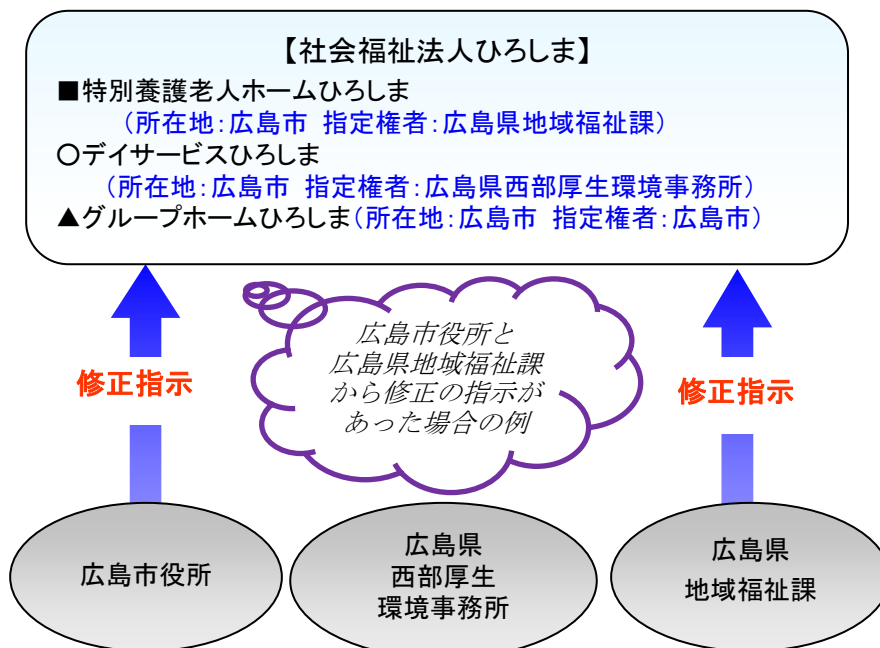 【社会福祉法人ひろしま】
■特別養護老人ホームひろしま
（所在地：広島市 指定権者：広島県地域福祉課）
○デイサービスひろしま
（所在地：広島市 指定権者：広島県西部厚生環境事務所）
▲グループホームひろしま（所在地：広島市 指定権者：広島市）
広島市役所と
広島県地域福祉課
から修正の指示が
あった場合の例
修正指示
修正指示
広島市役所
広島県
西部厚生
環境事務所
広島県
地域福祉課